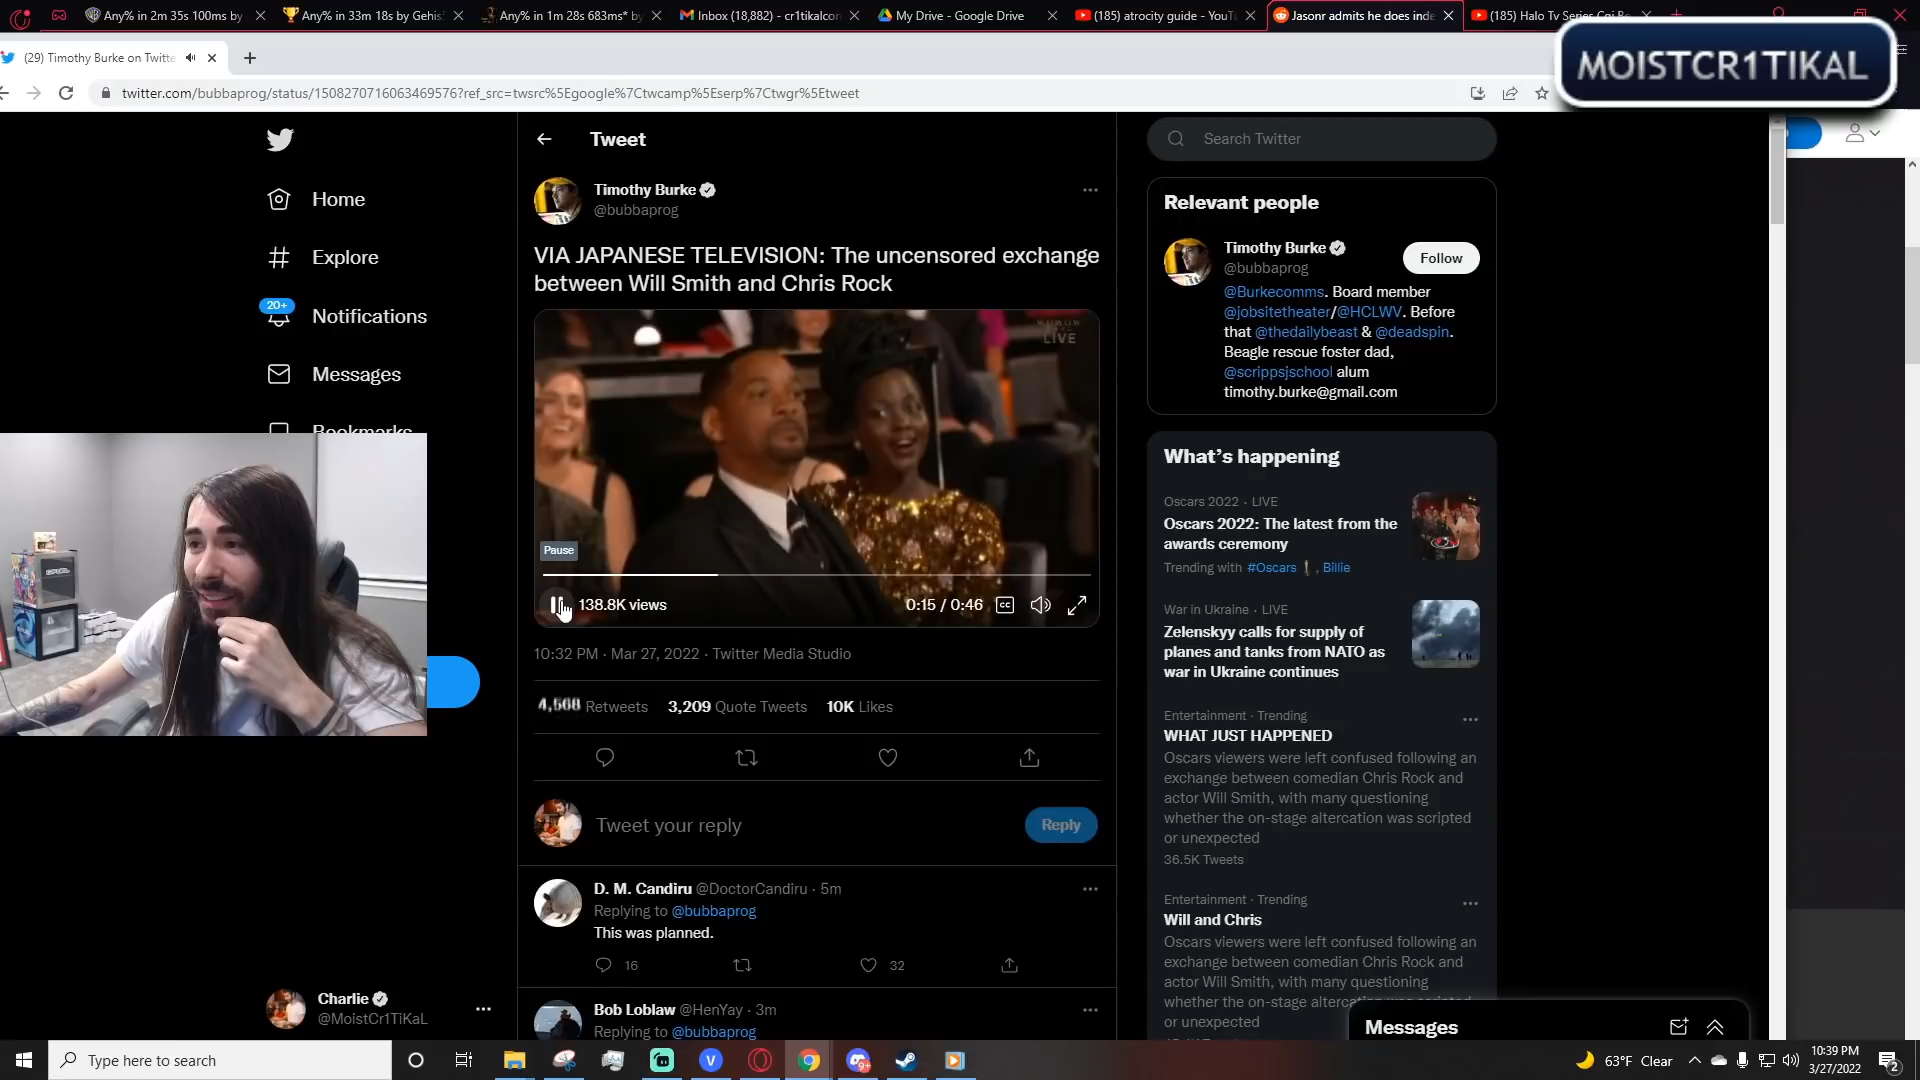 Any% in 2m 35s 100ms by
Any% in 33m 18s by Gehis
Any% in 1m 28s 683ms* by
Inbox (18,882) - cr1tikalcon
My Drive - Google Drive
(185) atrocity guide - YouTu
Jasonr admits he does inde
(185) Halo Tv Series Cgi Be
(29) Timothy Burke on Twitte
MOISTCR1TIKAL
twitter.com/bubbaprog/status/1508270716063469576?ref_src=twsrc%5Egoogle%7Ctwcamp%5Eserp%7Ctwgr%5Etweet
Home
Explore
20+
Notifications
Messages
Bookmarks
Charlie
@MoistCr1TiKaL
Tweet
Timothy Burke
@bubbaprog
VIA JAPANESE TELEVISION: The uncensored exchange
between Will Smith and Chris Rock
LIVE
Pause
138.8K views
0:15 / 0:46
CC
10:32 PM · Mar 27, 2022 · Twitter Media Studio
4,568 Retweets 3,209 Quote Tweets 10K Likes
Tweet your reply
Reply
D. M. Candiru @DoctorCandiru · 5m
Replying to @bubbaprog
This was planned.
16
32
Bob Loblaw @HenYay · 3m
Replying to @bubbaprog
Search Twitter
Relevant people
Timothy Burke
@bubbaprog
Follow
@Burkecomms. Board member
@jobsitetheater/@HCLWV. Before
that @thedailybeast & @deadspin.
Beagle rescue foster dad,
@scrippsjschool alum
timothy.burke@gmail.com
What's happening
Oscars 2022 · LIVE
Oscars 2022: The latest from the
awards ceremony
Trending with #Oscars , Billie
War in Ukraine · LIVE
Zelenskyy calls for supply of
planes and tanks from NATO as
war in Ukraine continues
Entertainment · Trending
WHAT JUST HAPPENED
Oscars viewers were left confused following an
exchange between comedian Chris Rock and
actor Will Smith, with many questioning
whether the on-stage altercation was scripted
or unexpected
36.5K Tweets
Entertainment · Trending
Will and Chris
Oscars viewers were left confused following an
exchange between comedian Chris Rock and
actor Will Smith, with many questioning
whether the on-stage altercation was scripted
or unexpected
Messages
Type here to search
63°F Clear
10:39 PM
3/27/2022
2